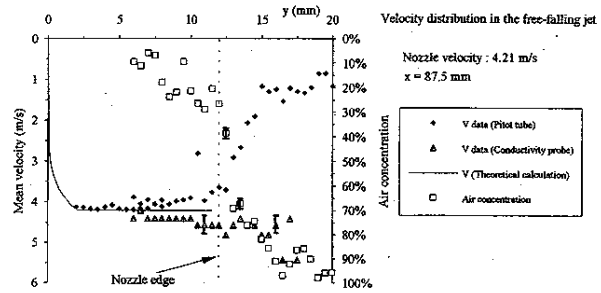 y (mm)
0 5 10 15 20
Velocity distribution in the free-falling jet
Nozzle velocity : 4.21 m/s
x = 87.5 mm
Mean velocity (m/s)
0
1
2
3
4
5
6
0%
10%
20%
30%
40%
50%
60%
70%
80%
90%
100%
Air concentration
Nozzle edge
V data (Pitot tube)
V data (Conductivity probe)
V (Theoretical calculation)
Air concentration